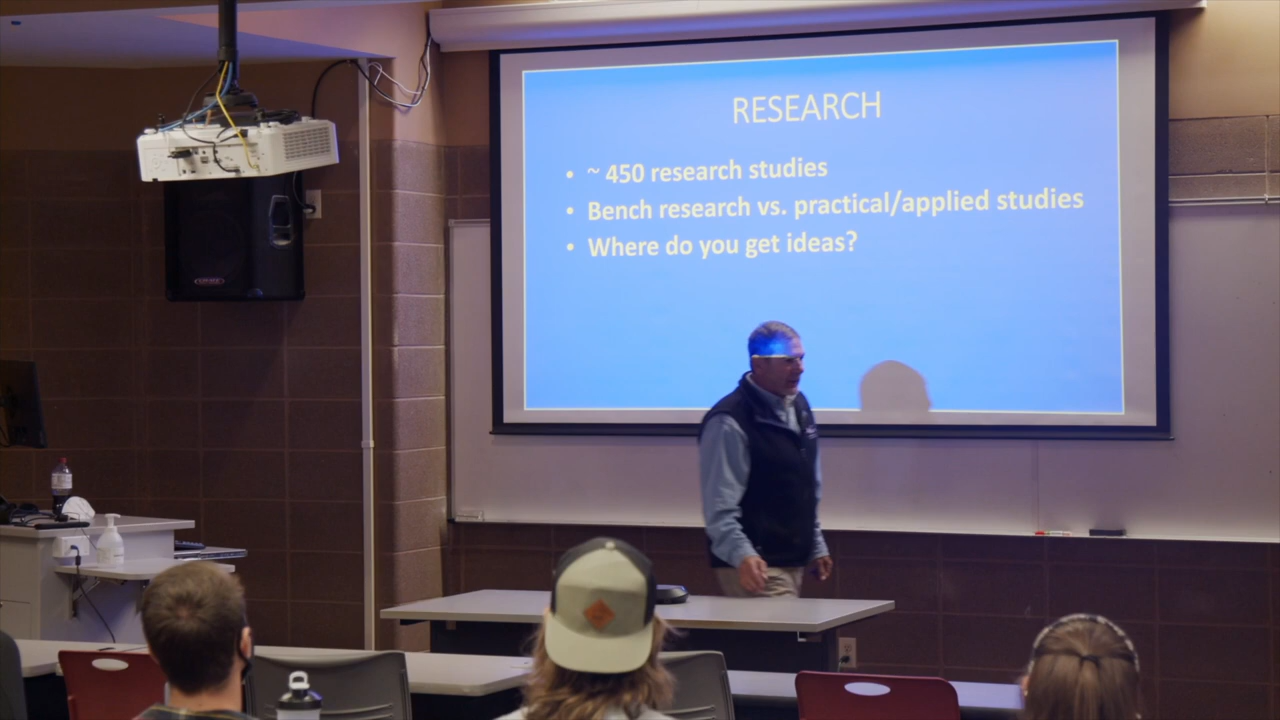 RESEARCH
• ~ 450 research studies
• Bench research vs. practical/applied studies
• Where do you get ideas?